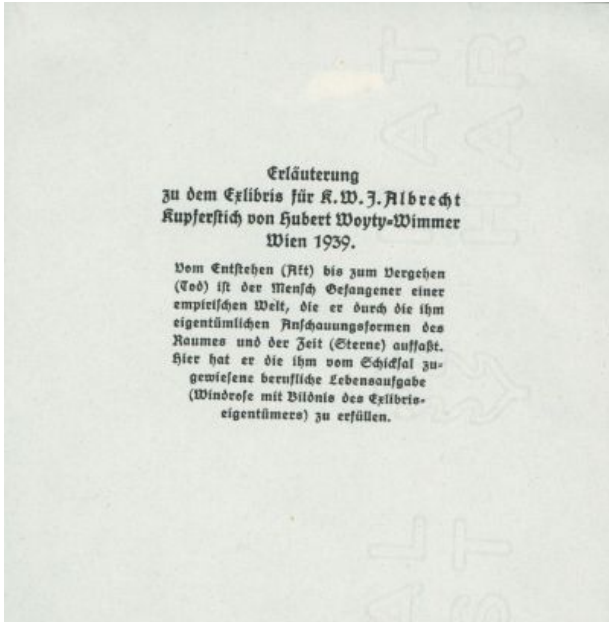 Erläuterung
zu dem Exlibris für K. W. J. Albrecht
Kupferstich von Hubert Woyty-Wimmer
Wien 1939.
Vom Entstehen (Akt) bis zum Vergehen
(Tod) ist der Mensch Gefangener einer
empirischen Welt, die er durch die ihm
eigentümlichen Anschauungsformen des
Raumes und der Zeit (Sterne) auffaßt.
Hier hat er die ihm vom Schicksal zu-
gewiesene berufliche Lebensaufgabe
(Windrose mit Bildnis des Exlibris-
eigentümers) zu erfüllen.